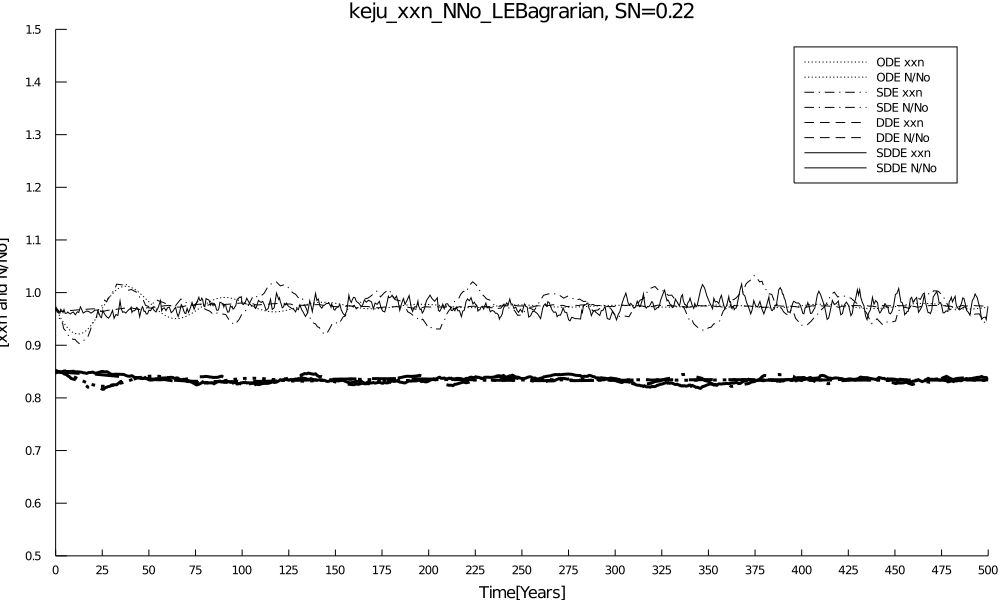 keju_xxn_NNo_LEBagrarian, SN=0.22
1.5
1.4
1.3
1.2
1.1
1.0
0.9
0.8
0.7
0.6
0.5
[xxn and N/No]
ODE xxn
ODE N/No
SDE xxn
SDE N/No
DDE xxn
DDE N/No
SDDE xxn
SDDE N/No
0 25 50 75 100 125 150 175 200 225 250 275 300 325 350 375 400 425 450 475 500
Time[Years]